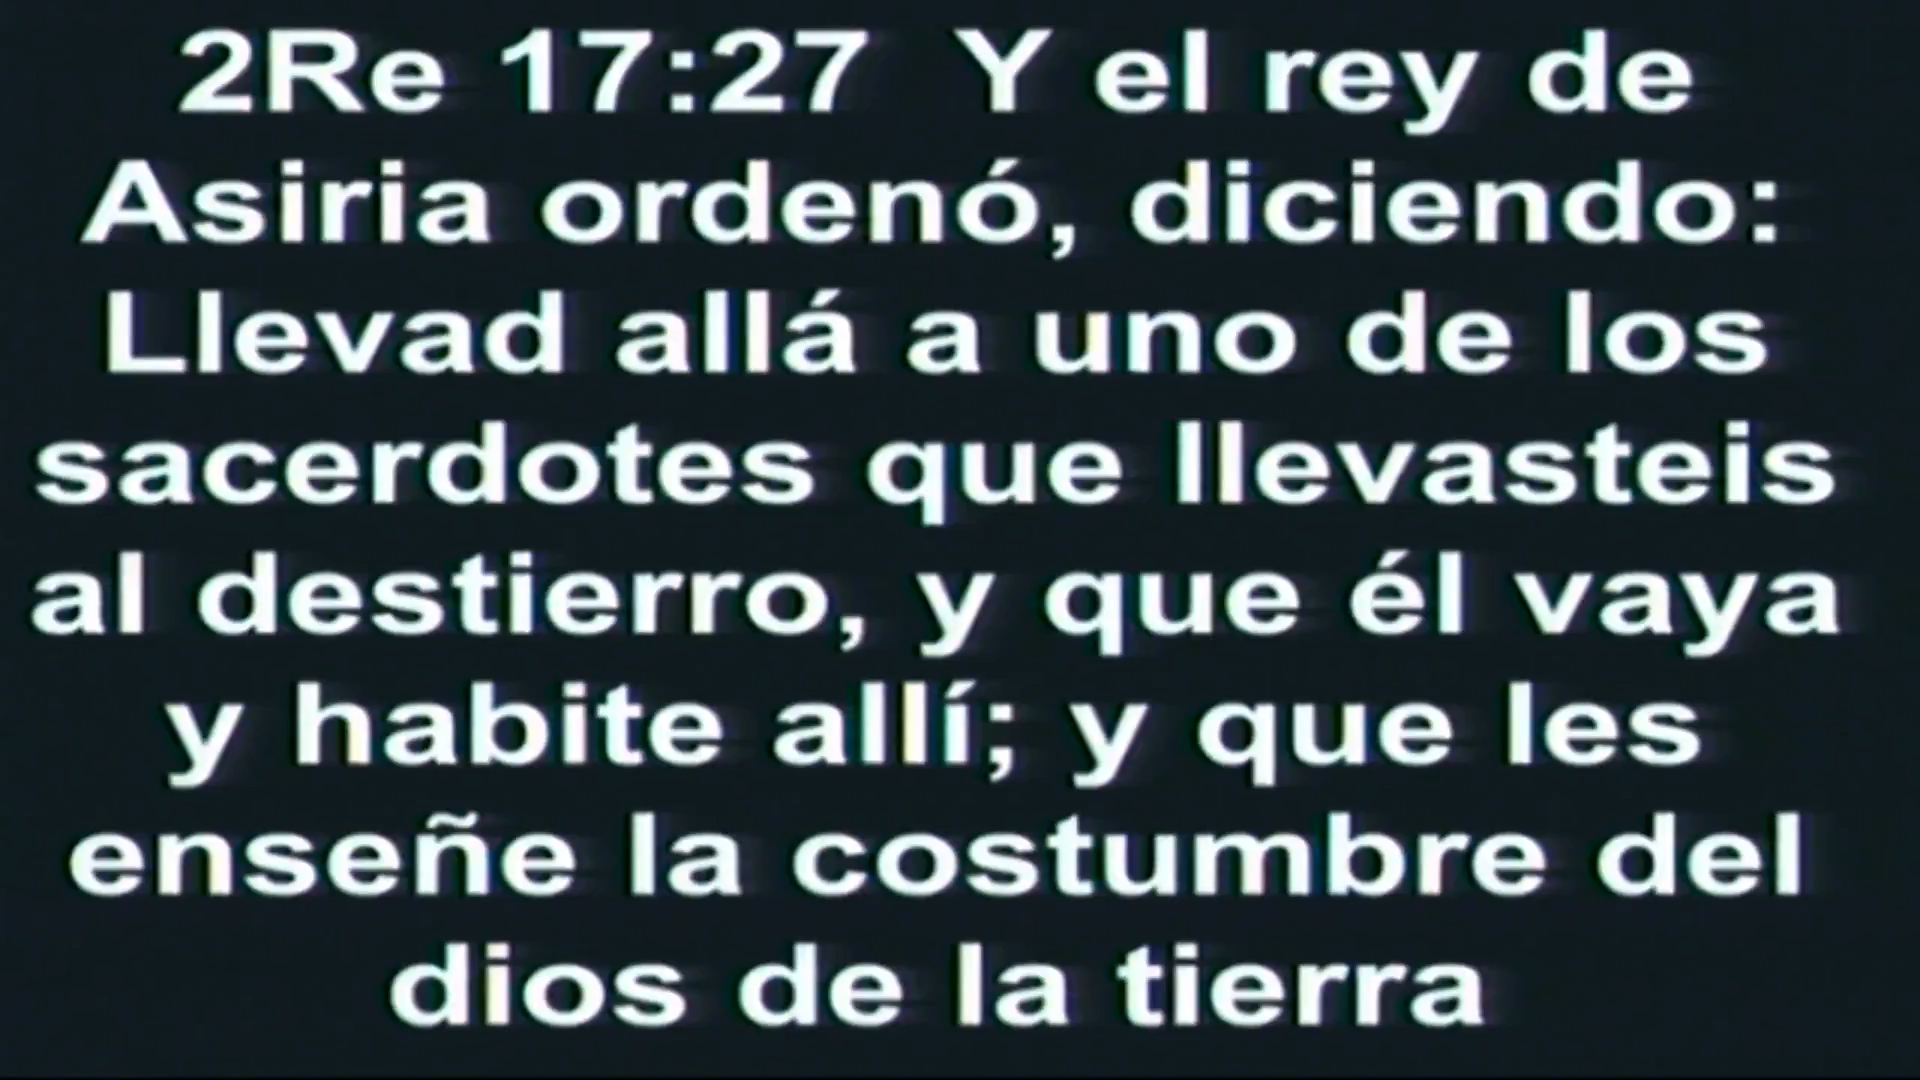 2Re 17:27 Y el rey de
Asiria ordenó, diciendo:
Llevad allá a uno de los
sacerdotes que llevasteis
al destierro, y que él vaya
y habite allí; y que les
enseñe la costumbre del
dios de la tierra